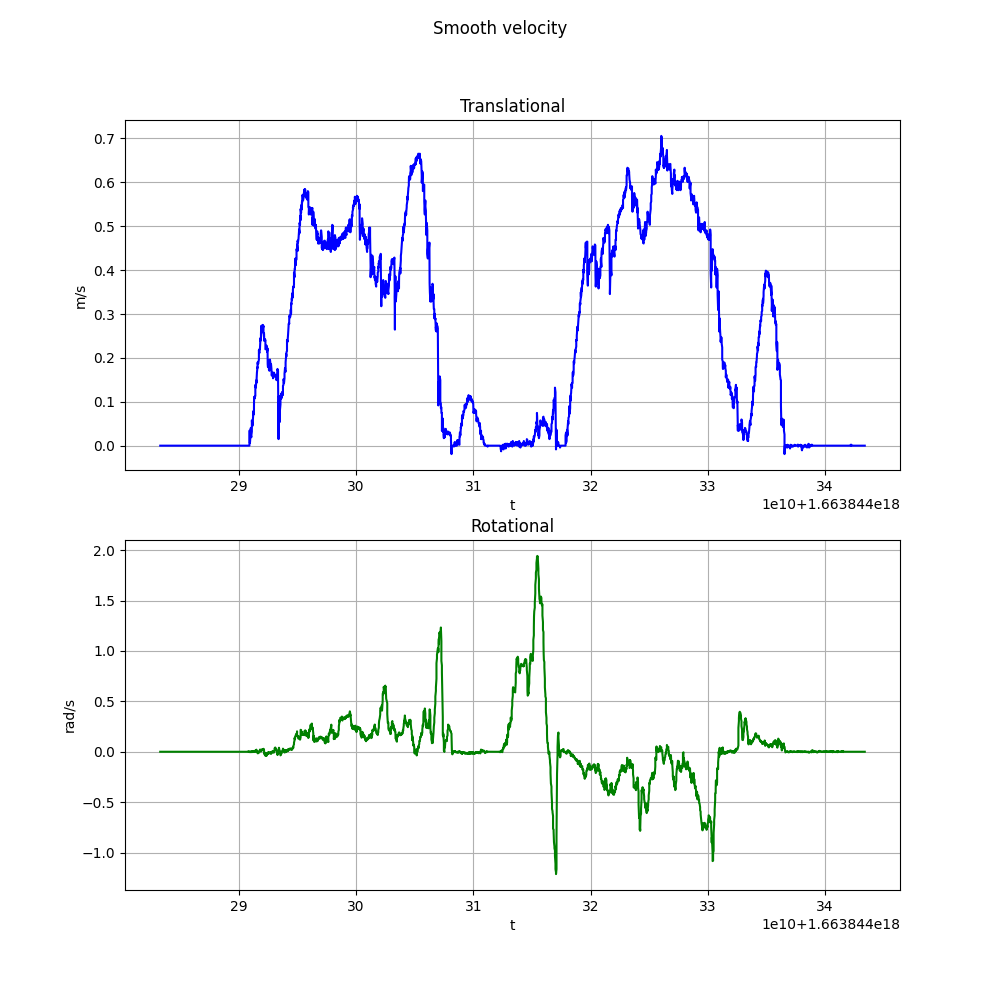 Smooth velocity
Translational
0.7
0.6
0.5
0.4
0.3
0.2
0.1
0.0
m/s
29 30 31 32 33 34
t
1e10+1.663844e18
Rotational
2.0
1.5
1.0
0.5
0.0
−0.5
−1.0
rad/s
29 30 31 32 33 34
t
1e10+1.663844e18